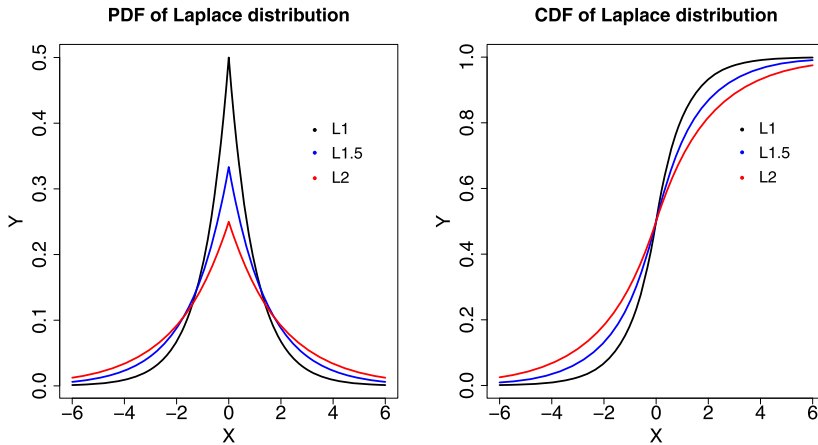 PDF of Laplace distribution
Y
0.5
0.4
0.3
0.2
0.1
0.0
L1
L1.5
L2
−6 −4 −2 0 2 4 6
X
CDF of Laplace distribution
Y
1.0
0.8
0.6
0.4
0.2
0.0
L1
L1.5
L2
−6 −4 −2 0 2 4 6
X